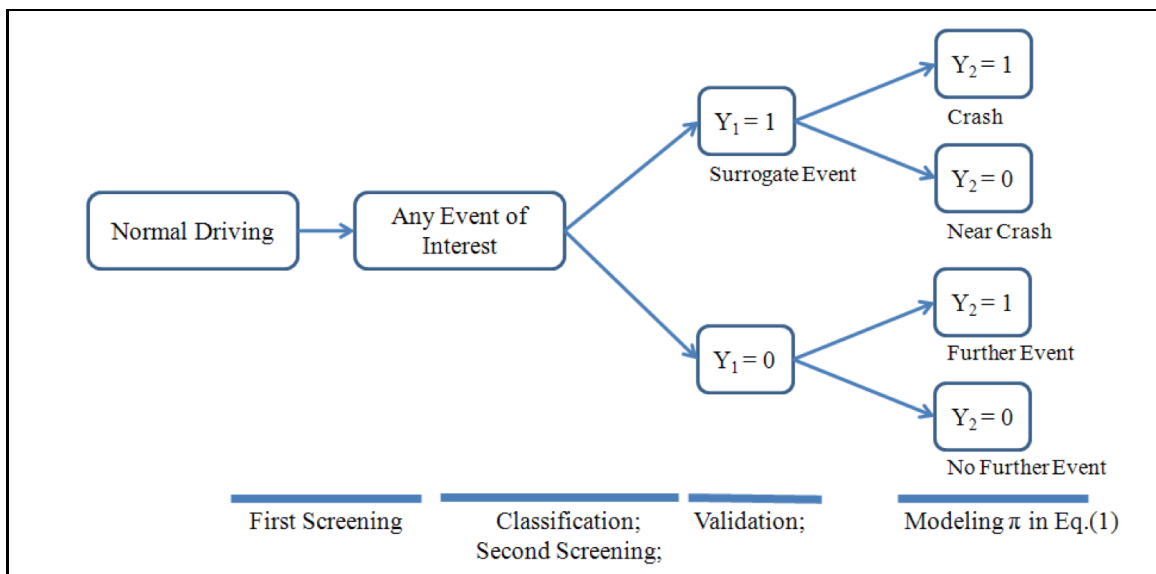 Normal Driving
Any Event of
Interest
Y₁ = 1
Surrogate Event
Y₁ = 0
Y₂ = 1
Crash
Y₂ = 0
Near Crash
Y₂ = 1
Further Event
Y₂ = 0
No Further Event
First Screening
Classification;
Second Screening;
Validation;
Modeling π in Eq.(1)